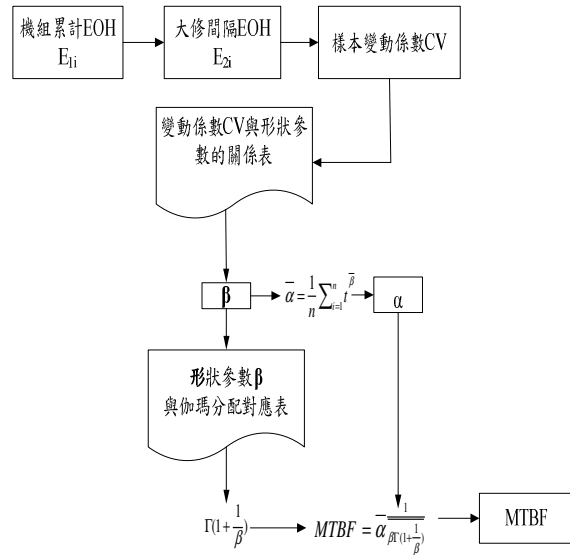 機組累計EOH
E1i
大修間隔EOH
E2i
樣本變動係數CV
變動係數CV與形狀參
數的關係表
β
α̅ = 1/n ∑ⁿᵢ₌₁ t^β̅
α
形狀參數β
與伽瑪分配對應表
Γ(1+1/β̅)
MTBF = α̅ 1/(βΓ(1+1/β̅))
MTBF